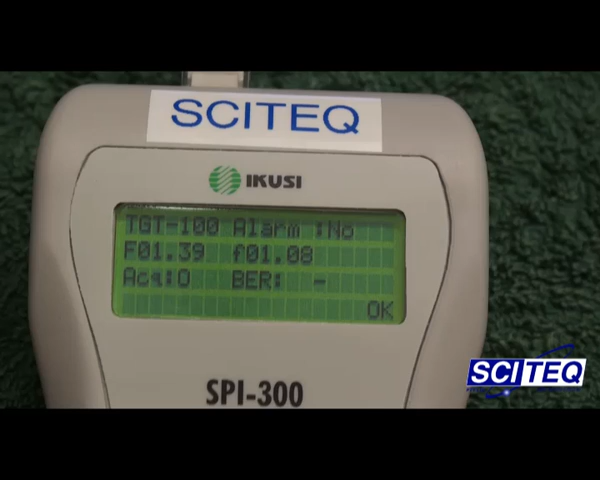 SCITEQ
IKUSI
TGT-100 Alarm :No
F01.39 f01.08
Acq:0 BER: -
OK
SPI-300
SCITEQ